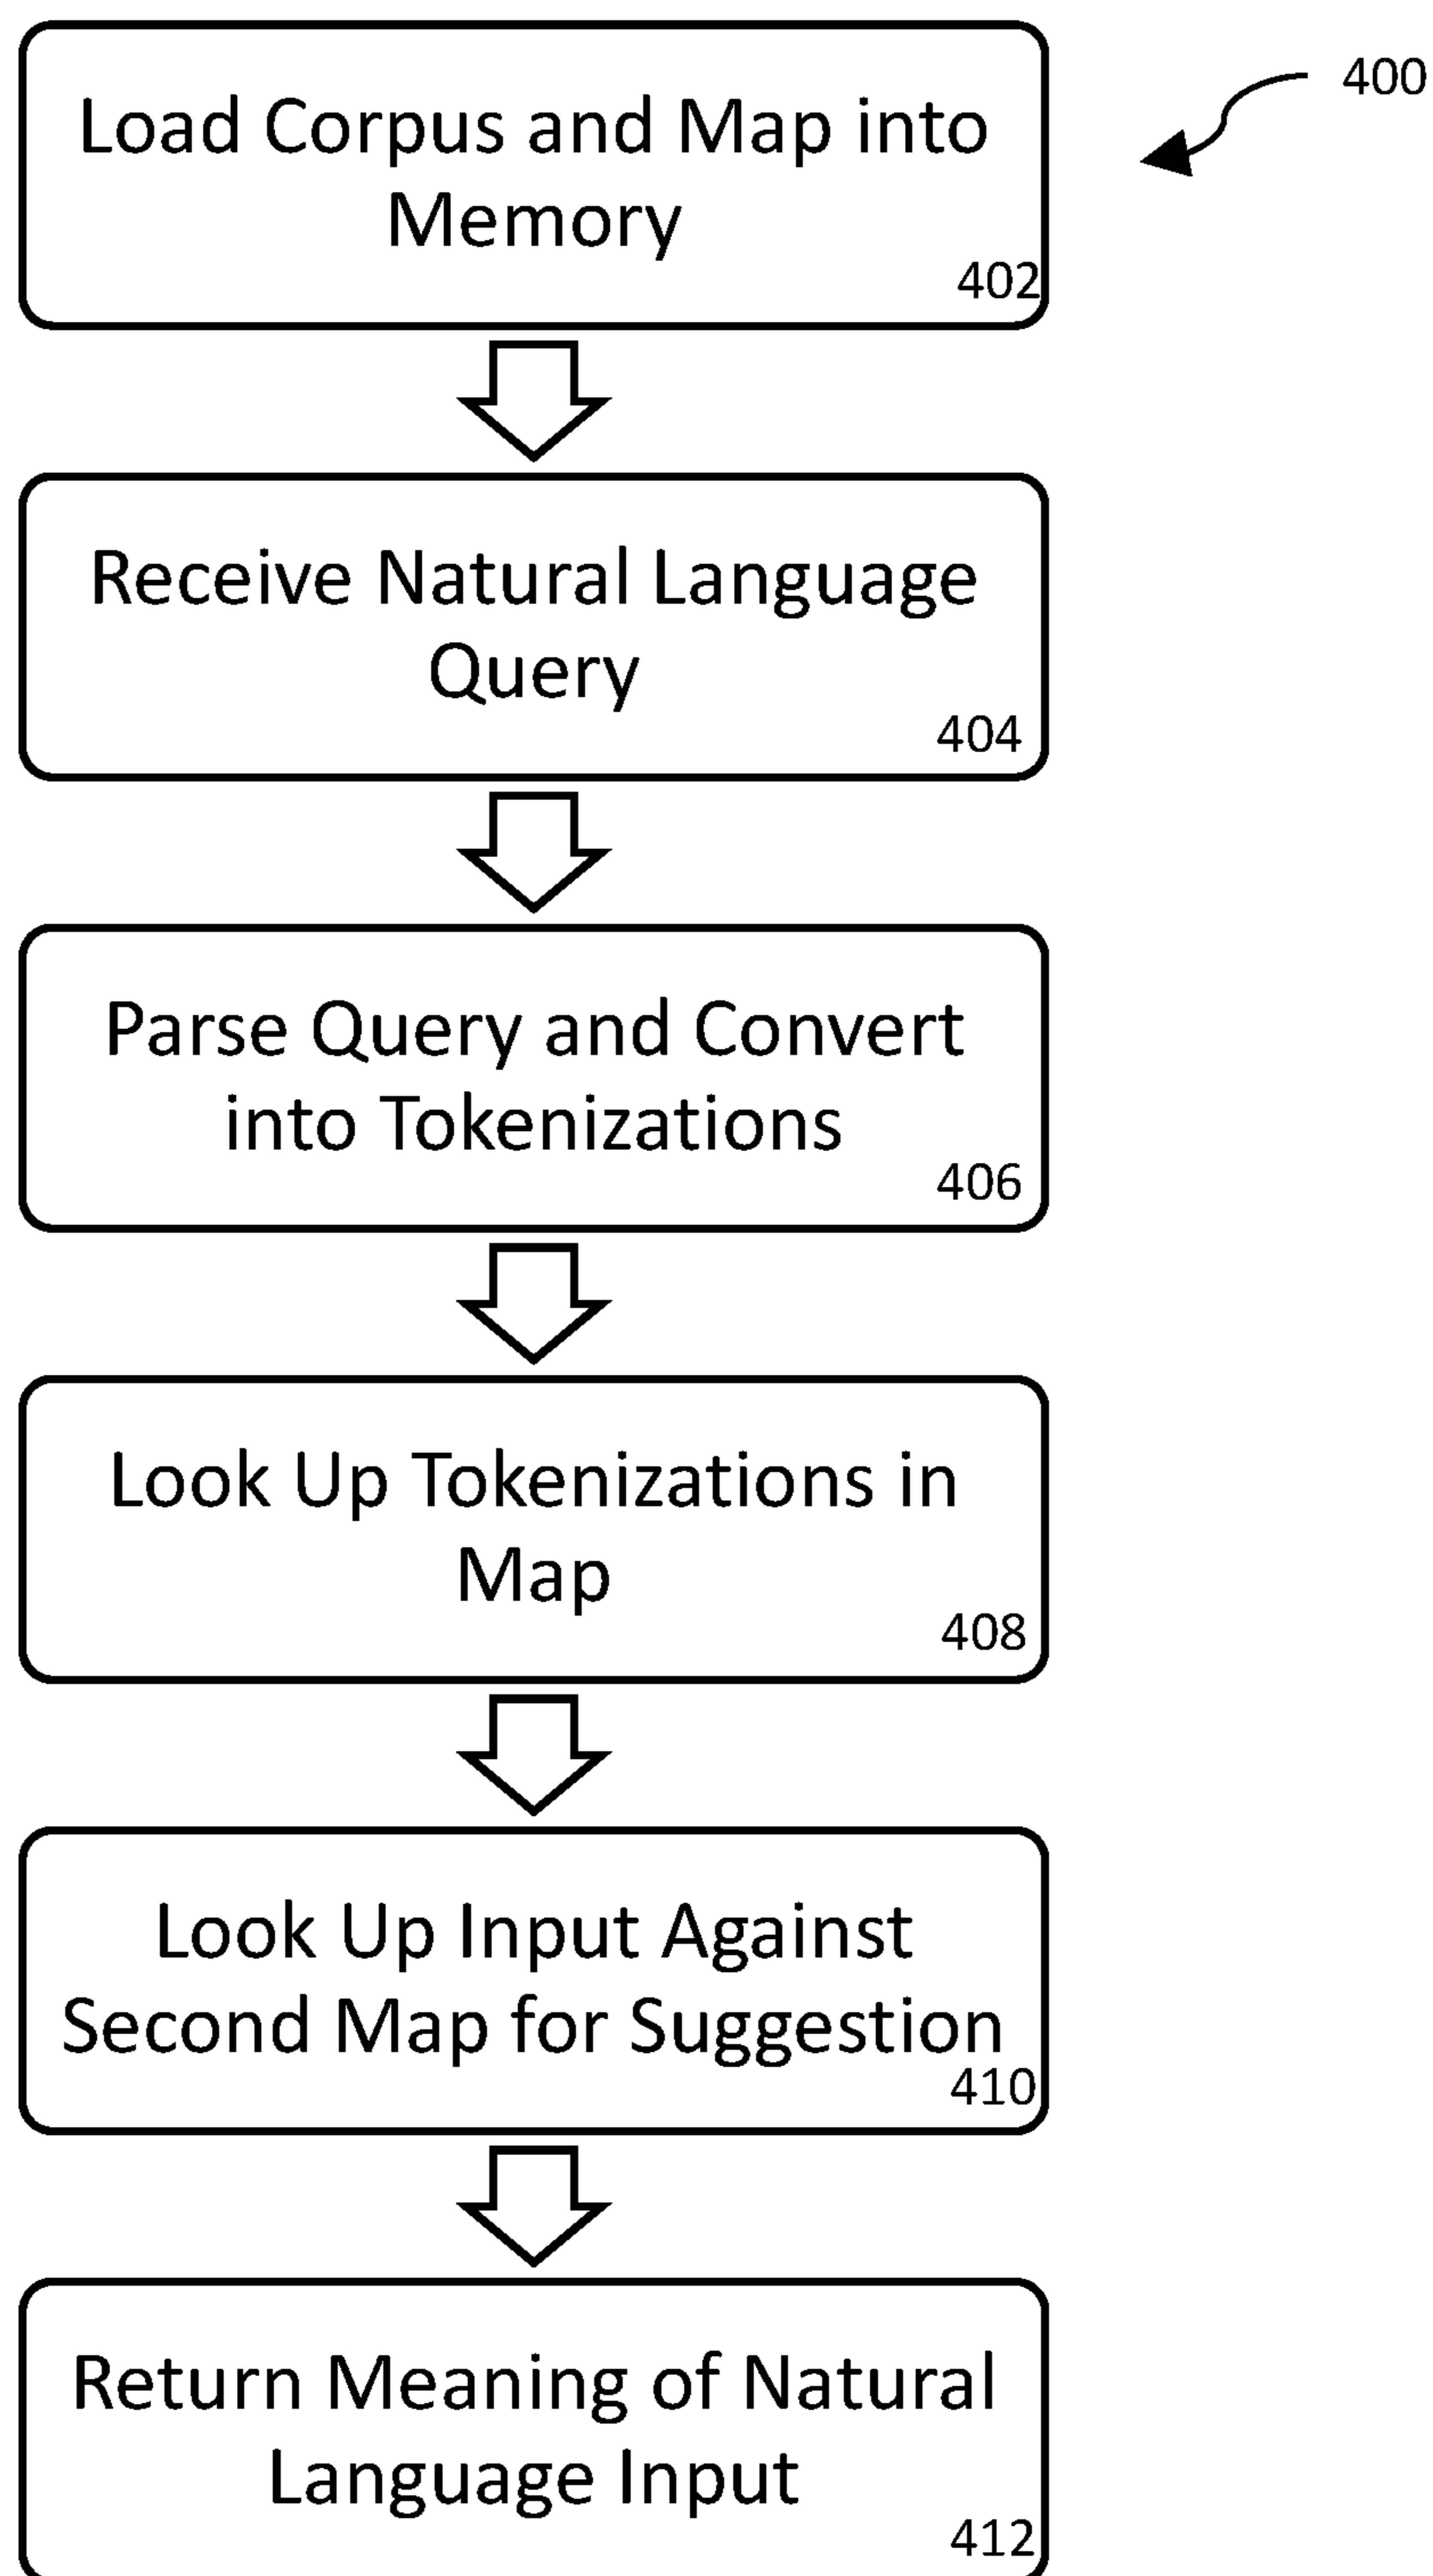 400
Load Corpus and Map into
Memory
402
Receive Natural Language
Query
404
Parse Query and Convert
into Tokenizations
406
Look Up Tokenizations in
Map
408
Look Up Input Against
Second Map for Suggestion
410
Return Meaning of Natural
Language Input
412